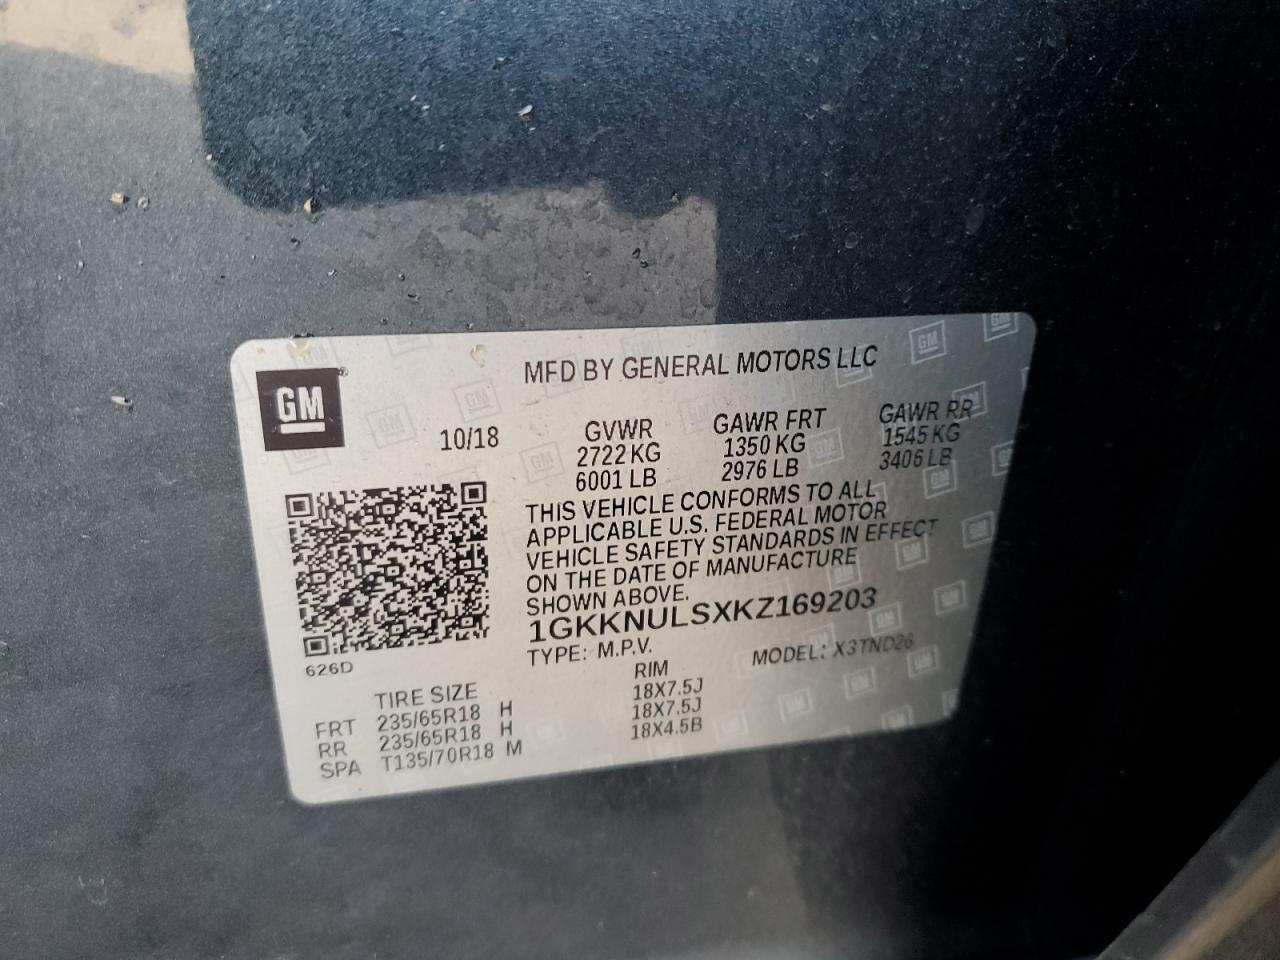 GM
MFD BY GENERAL MOTORS LLC
10/18
GVWR GAWR FRT GAWR RR
2722 KG 1350 KG 1545 KG
6001 LB 2976 LB 3406 LB
THIS VEHICLE CONFORMS TO ALL
APPLICABLE U.S. FEDERAL MOTOR
VEHICLE SAFETY STANDARDS IN EFFECT
ON THE DATE OF MANUFACTURE
SHOWN ABOVE.
1GKKNULSXKZ169203
TYPE: M.P.V. MODEL: X3TND26
626D
TIRE SIZE RIM
FRT 235/65R18 H 18X7.5J
RR 235/65R18 H 18X7.5J
SPA T135/70R18 M 18X4.5B